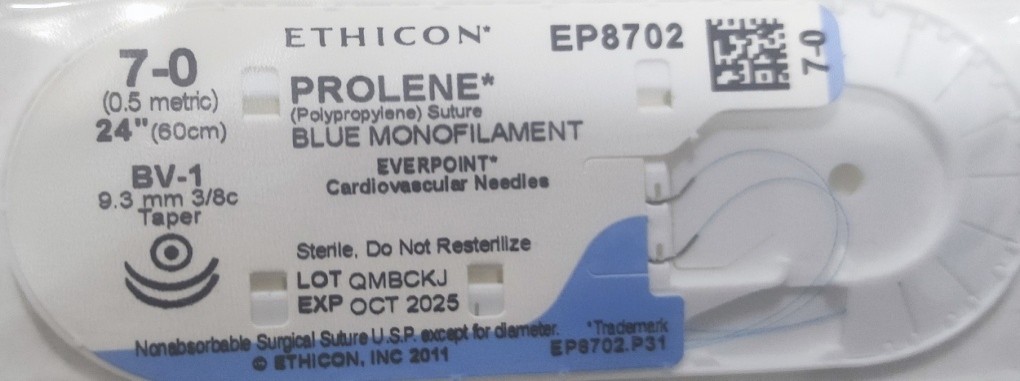 ETHICON*
EP8702
7-0
7-0
(0.5 metric)
24" (60cm)
PROLENE*
(Polypropylene) Suture
BLUE MONOFILAMENT
EVERPOINT*
Cardiovascular Needles
BV-1
9.3 mm 3/8c
Taper
Sterile, Do Not Resterilize
LOT QMBCKJ
EXP OCT 2025
Nonabsorbable Surgical Suture U.S.P. except for diameter.
*Trademark
© ETHICON, INC 2011
EP8702.P31